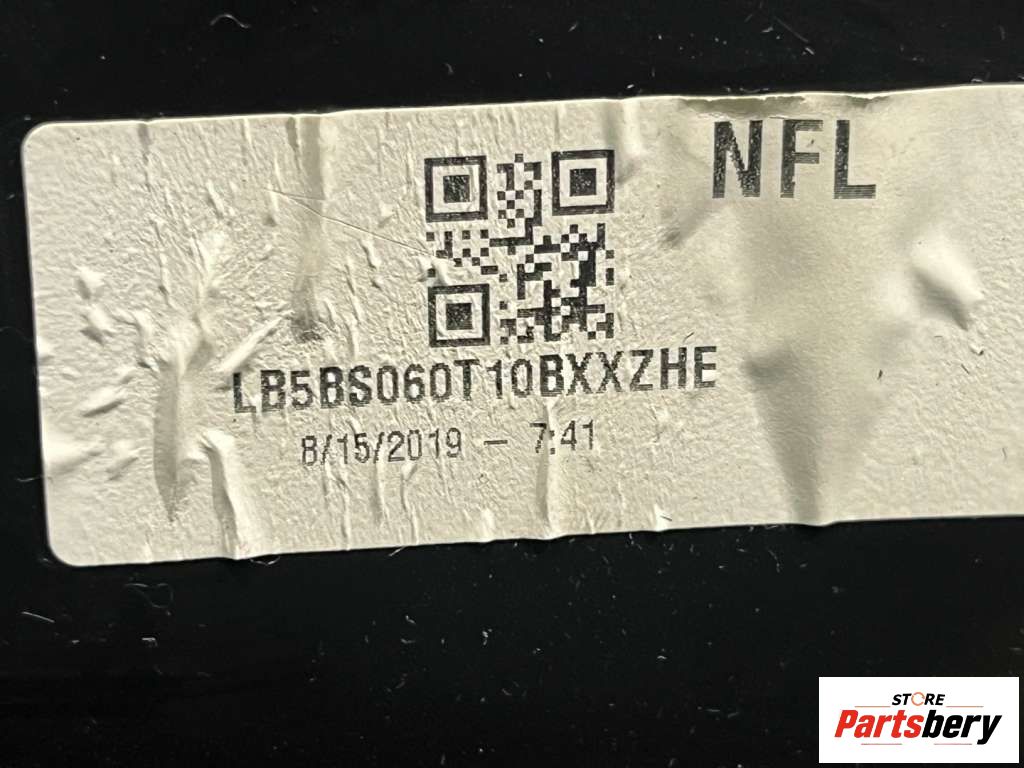 NFL
LB5BS060T10BXXZHE
8/15/2019 - 7:41
STORE
Partsbery